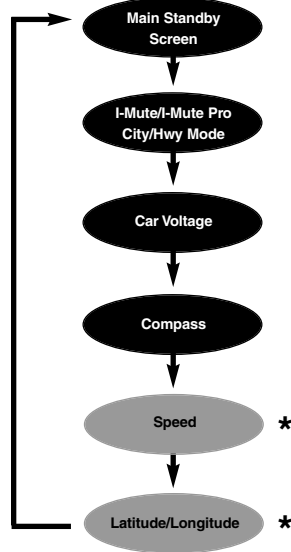 Main Standby
Screen
I-Mute/I-Mute Pro
City/Hwy Mode
Car Voltage
Compass
Speed *
Latitude/Longitude *